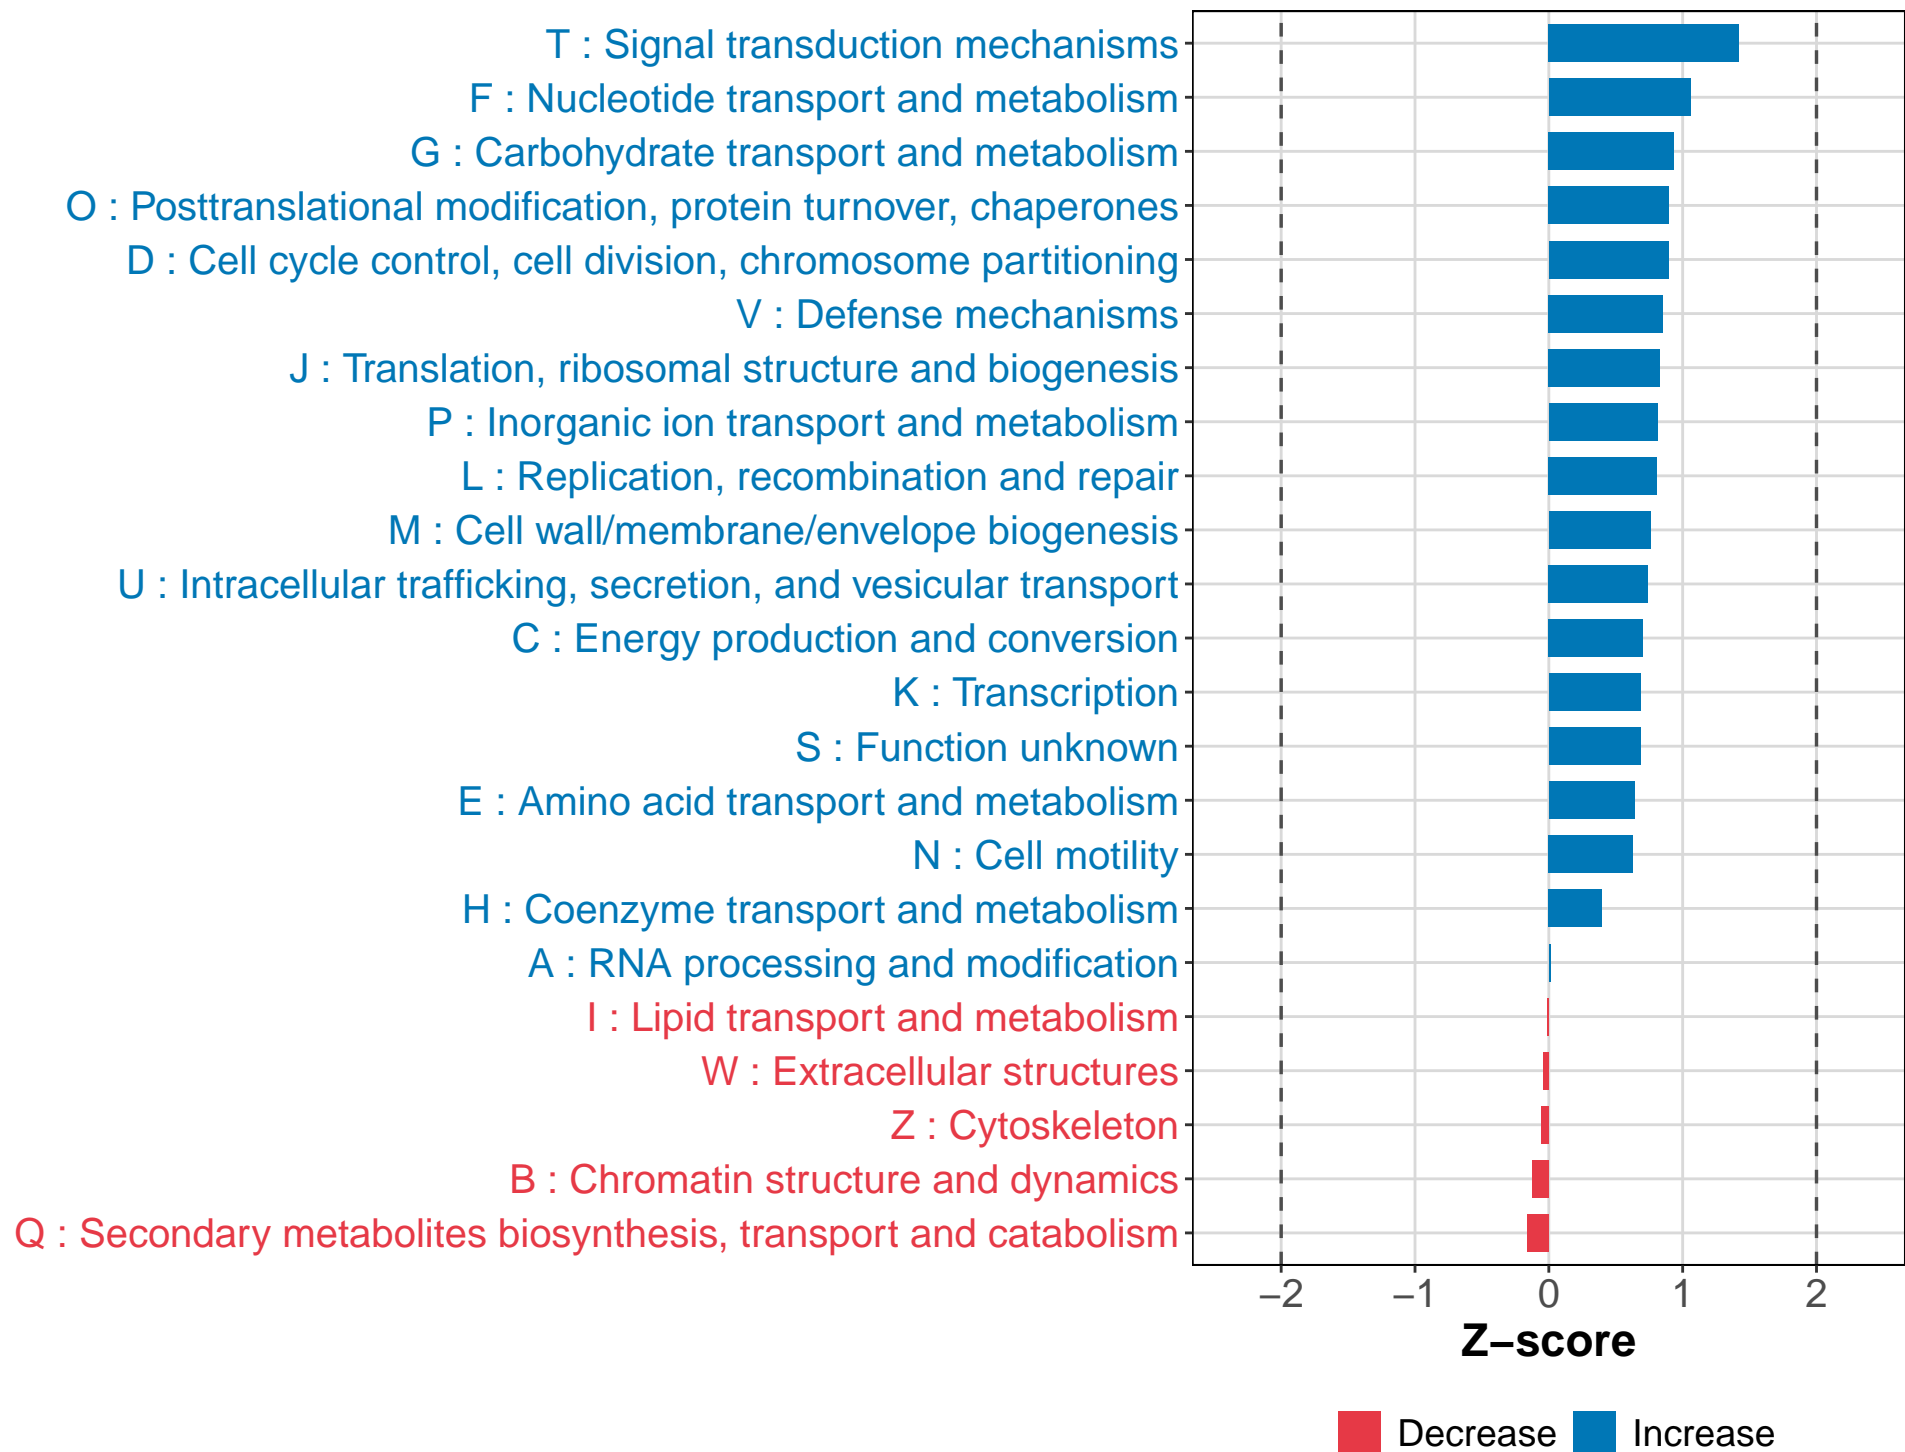 T : Signal transduction mechanisms
F : Nucleotide transport and metabolism
G : Carbohydrate transport and metabolism
O : Posttranslational modification, protein turnover, chaperones
D : Cell cycle control, cell division, chromosome partitioning
V : Defense mechanisms
J : Translation, ribosomal structure and biogenesis
P : Inorganic ion transport and metabolism
L : Replication, recombination and repair
M : Cell wall/membrane/envelope biogenesis
U : Intracellular trafficking, secretion, and vesicular transport
C : Energy production and conversion
K : Transcription
S : Function unknown
E : Amino acid transport and metabolism
N : Cell motility
H : Coenzyme transport and metabolism
A : RNA processing and modification
I : Lipid transport and metabolism
W : Extracellular structures
Z : Cytoskeleton
B : Chromatin structure and dynamics
Q : Secondary metabolites biosynthesis, transport and catabolism
−2 −1 0 1 2
Z−score
Decrease Increase